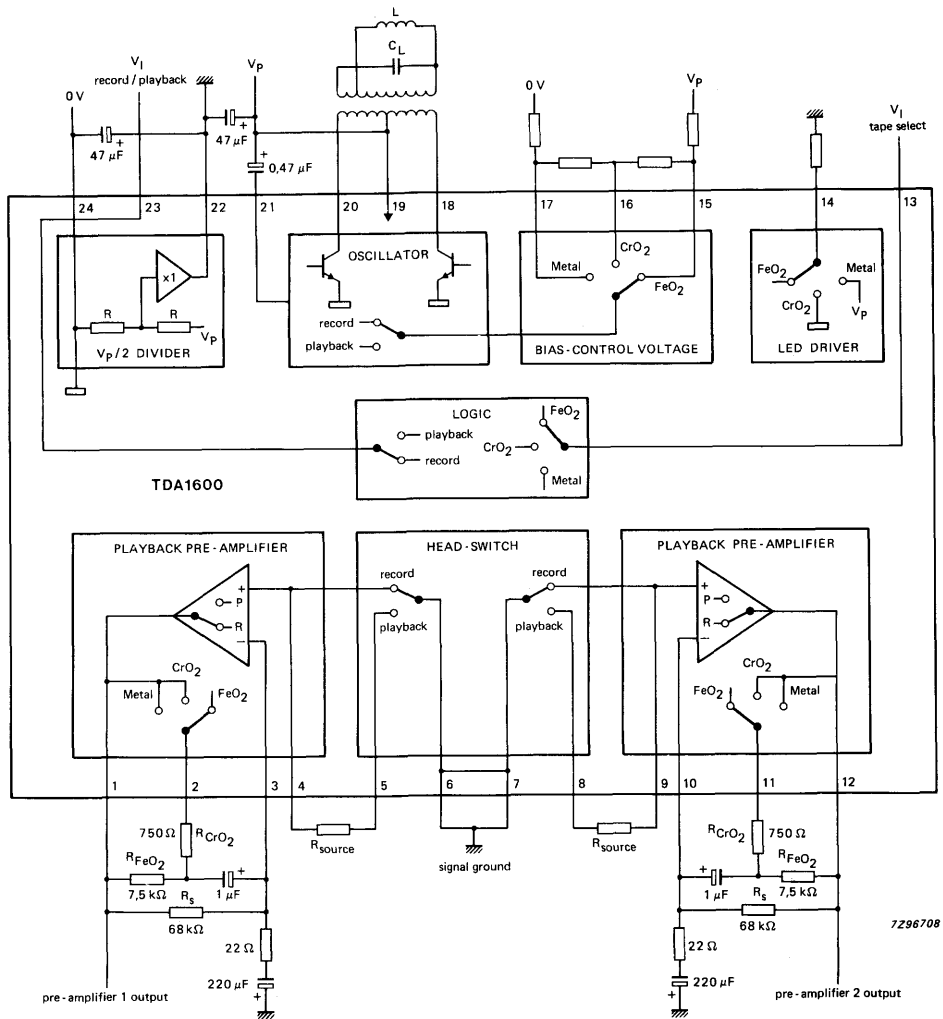 L
C_L
V_I
record / playback
V_P
0 V
47 μF
+
47 μF
+
+
0,47 μF
0 V
V_P
V_I
tape select
24
23
22
21
20
19
18
17
16
15
14
13
x1
R
R
V_P
V_P/2 DIVIDER
OSCILLATOR
record
playback
Metal
CrO2
FeO2
BIAS-CONTROL VOLTAGE
FeO2
Metal
CrO2
V_P
LED DRIVER
LOGIC
playback
record
FeO2
CrO2
Metal
TDA1600
PLAYBACK PRE-AMPLIFIER
+
P
R
−
CrO2
Metal
FeO2
HEAD-SWITCH
record
playback
record
playback
PLAYBACK PRE-AMPLIFIER
+
P
R
−
CrO2
FeO2
Metal
1
2
3
4
5
6
7
8
9
10
11
12
R_source
signal ground
R_source
750 Ω
R_CrO2
R_FeO2
7,5 kΩ
+
1 μF
R_s
68 kΩ
22 Ω
220 μF
+
pre-amplifier 1 output
R_CrO2
750 Ω
R_FeO2
7,5 kΩ
+
1 μF
R_s
68 kΩ
22 Ω
220 μF
+
pre-amplifier 2 output
7Z96708